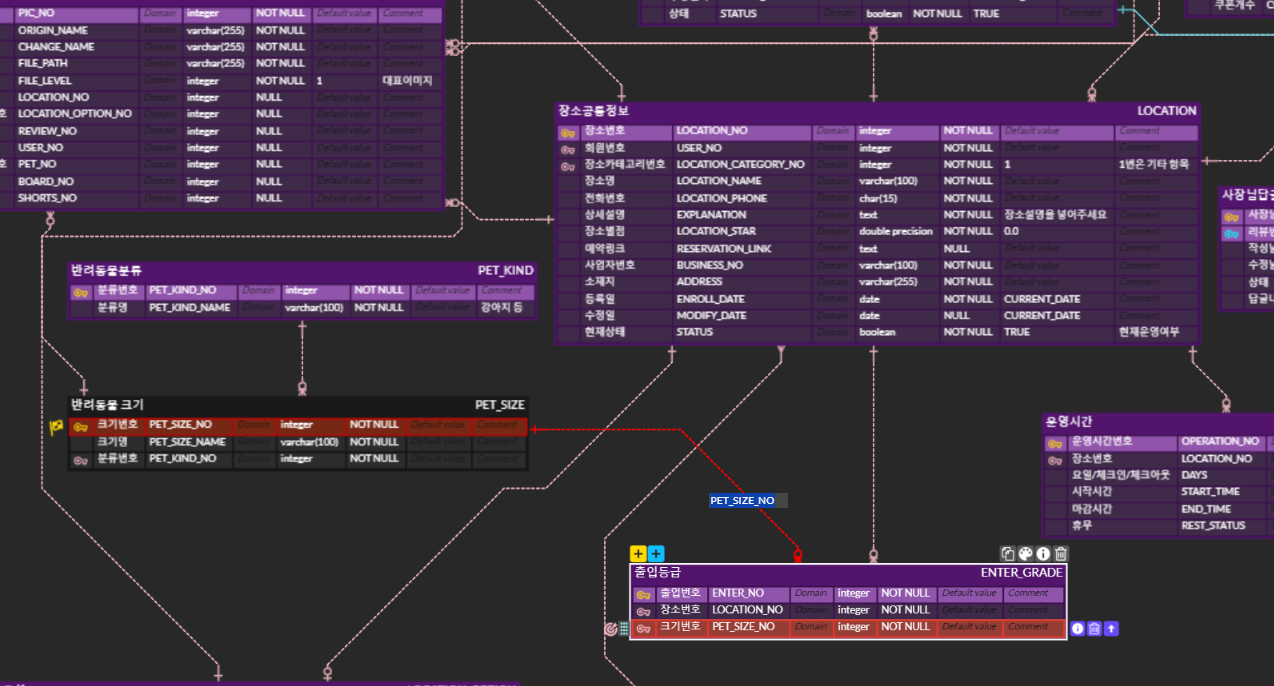 PIC_NO Domain integer NOT NULL Default value Comment
ORIGIN_NAME Domain varchar(255) NOT NULL Default value Comment
CHANGE_NAME Domain varchar(255) NOT NULL Default value Comment
FILE_PATH Domain varchar(255) NOT NULL Default value Comment
FILE_LEVEL Domain integer NOT NULL 1 대표이미지
LOCATION_NO Domain integer NULL Default value Comment
호 LOCATION_OPTION_NO Domain integer NULL Default value Comment
REVIEW_NO Domain integer NULL Default value Comment
USER_NO Domain integer NULL Default value Comment
호 PET_NO Domain integer NULL Default value Comment
BOARD_NO Domain integer NULL Default value Comment
SHORTS_NO Domain integer NULL Default value Comment
상태 STATUS Domain boolean NOT NULL TRUE Comment
쿠폰개수
장소공통정보 LOCATION
장소번호 LOCATION_NO Domain integer NOT NULL Default value Comment
회원번호 USER_NO Domain integer NOT NULL Default value Comment
장소카테고리번호 LOCATION_CATEGORY_NO Domain integer NOT NULL 1 1번은 기타 항목
장소명 LOCATION_NAME Domain varchar(100) NOT NULL Default value Comment
전화번호 LOCATION_PHONE Domain char(15) NOT NULL Default value Comment
상세설명 EXPLANATION Domain text NOT NULL 장소설명을 넣어주세요 Comment
장소별점 LOCATION_STAR Domain double precision NOT NULL 0.0 Comment
예약링크 RESERVATION_LINK Domain text NULL Default value Comment
사업자번호 BUSINESS_NO Domain varchar(100) NOT NULL Default value Comment
소재지 ADDRESS Domain varchar(255) NOT NULL Default value Comment
등록일 ENROLL_DATE Domain date NOT NULL CURRENT_DATE Comment
수정일 MODIFY_DATE Domain date NULL CURRENT_DATE Comment
현재상태 STATUS Domain boolean NOT NULL TRUE 현재운영여부
사장님답글
사장님
리뷰번
작성날
수정날
상태
답글내
반려동물분류 PET_KIND
분류번호 PET_KIND_NO Domain integer NOT NULL Default value Comment
분류명 PET_KIND_NAME Domain varchar(100) NOT NULL Default value 강아지 등
반려동물 크기 PET_SIZE
크기번호 PET_SIZE_NO Domain integer NOT NULL Default value Comment
크기명 PET_SIZE_NAME Domain varchar(100) NOT NULL Default value Comment
분류번호 PET_KIND_NO Domain integer NOT NULL Default value Comment
운영시간
운영시간번호 OPERATION_NO
장소번호 LOCATION_NO
요일/체크인/체크아웃 DAYS
시작시간 START_TIME
마감시간 END_TIME
휴무 REST_STATUS
PET_SIZE_NO
출입등급 ENTER_GRADE
출입번호 ENTER_NO Domain integer NOT NULL Default value Comment
장소번호 LOCATION_NO Domain integer NOT NULL Default value Comment
크기번호 PET_SIZE_NO Domain integer NOT NULL Default value Comment